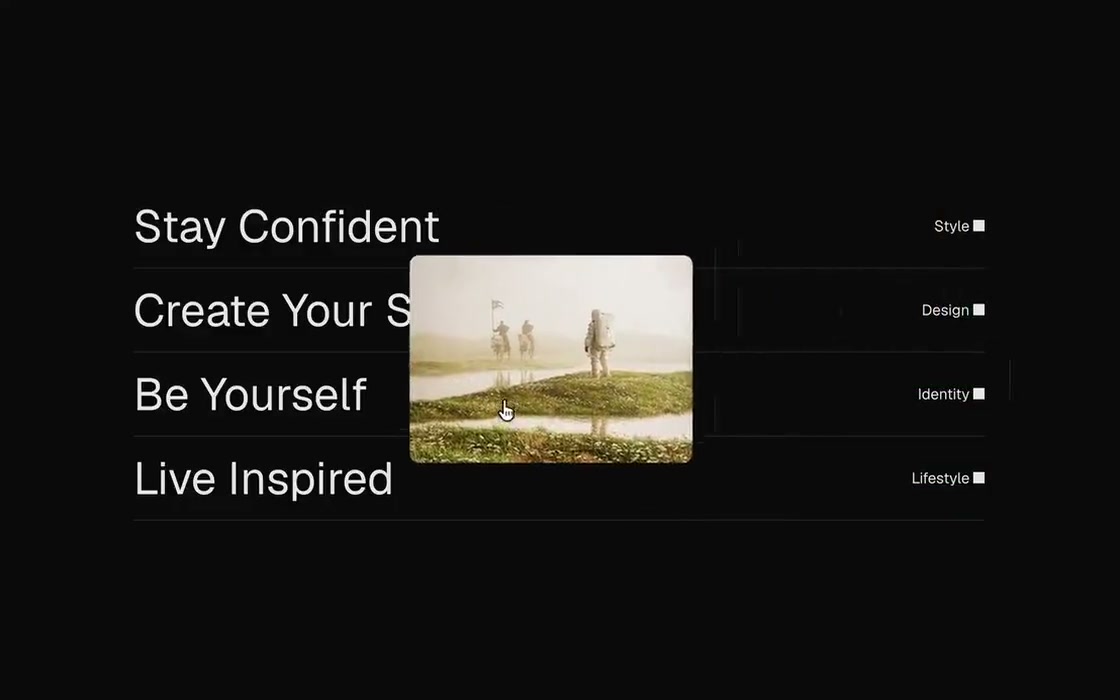 Stay Confident
Style
Create Your S
Design
Be Yourself
Identity
Live Inspired
Lifestyle